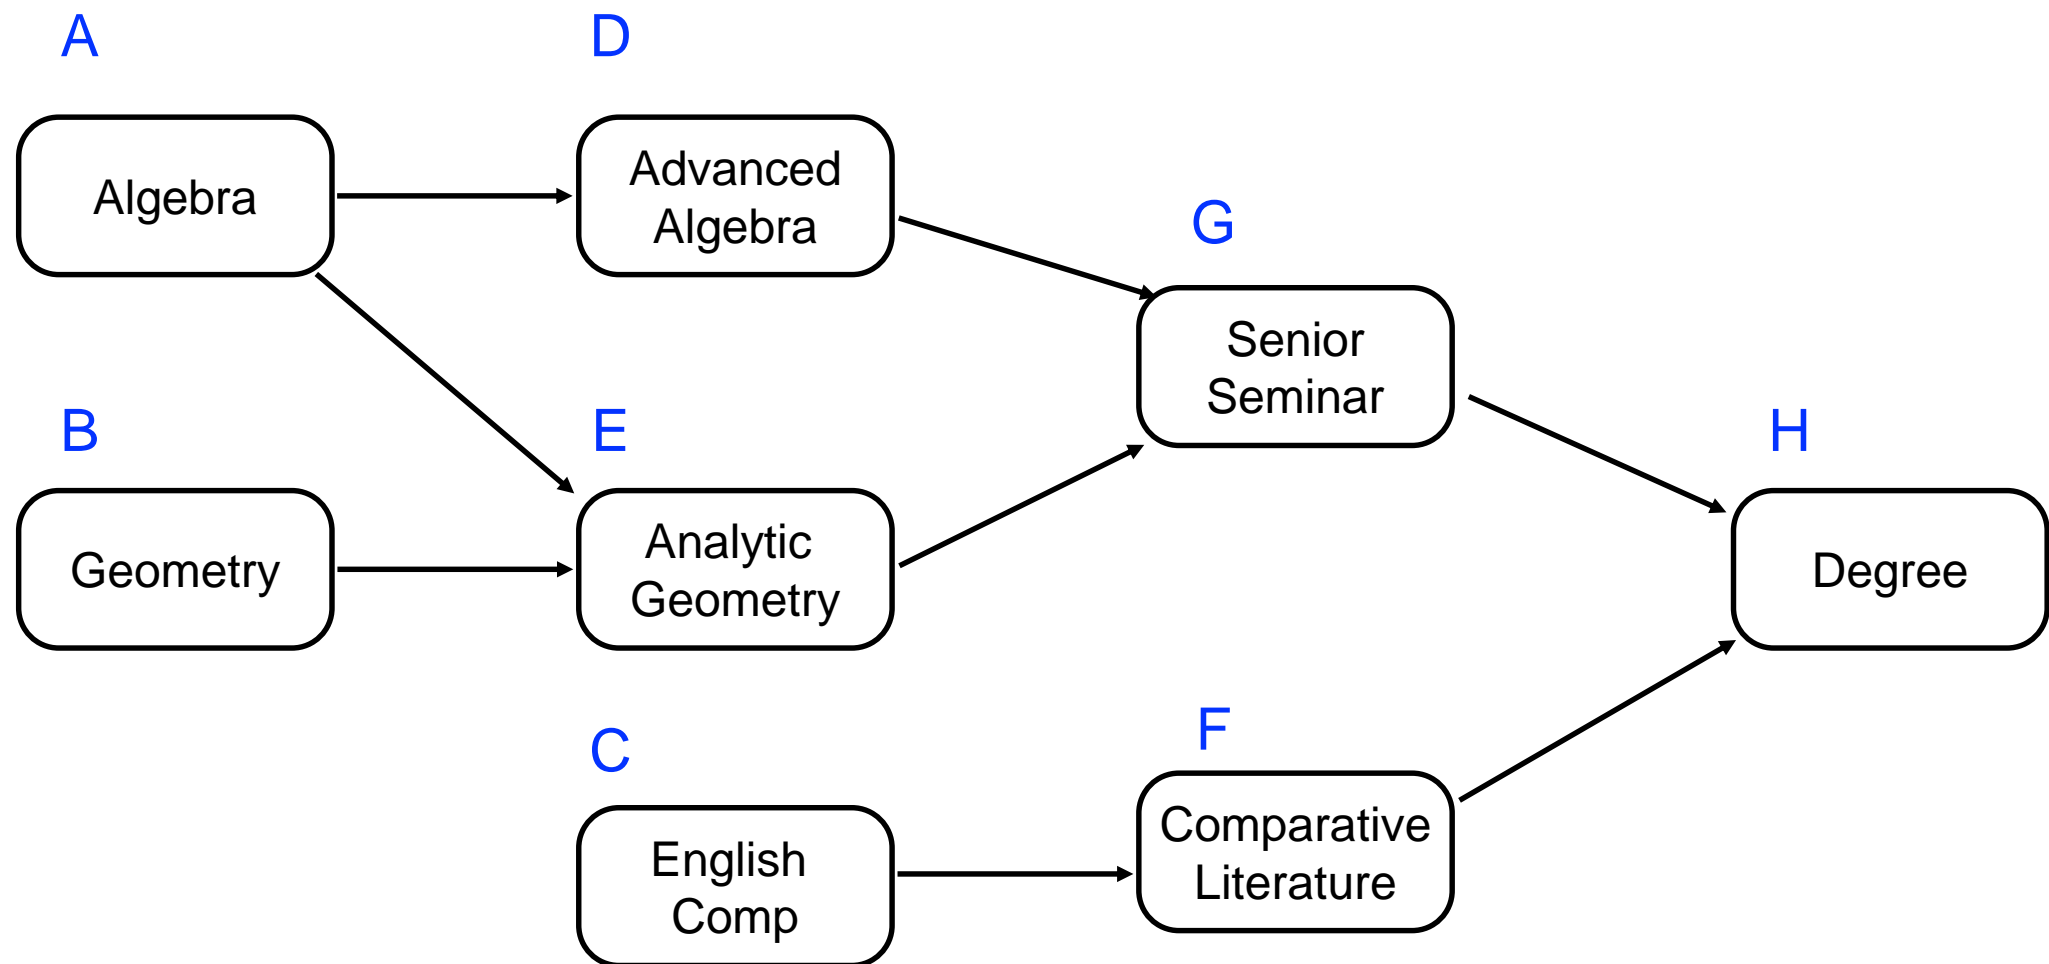 A
Algebra
D
Advanced
Algebra
B
Geometry
E
Analytic
Geometry
C
English
Comp
G
Senior
Seminar
F
Comparative
Literature
H
Degree